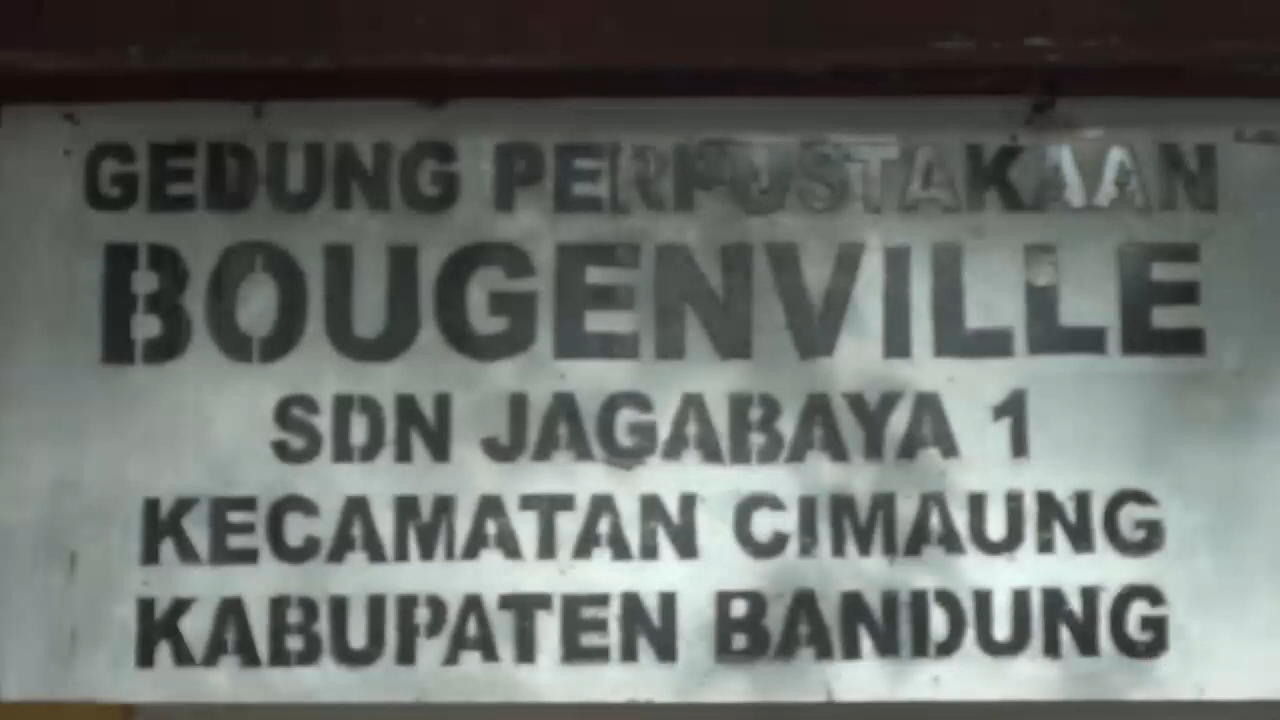 GEDUNG PERPUSTAKAAN
BOUGENVILLE
SDN JAGABAYA 1
KECAMATAN CIMAUNG
KABUPATEN BANDUNG